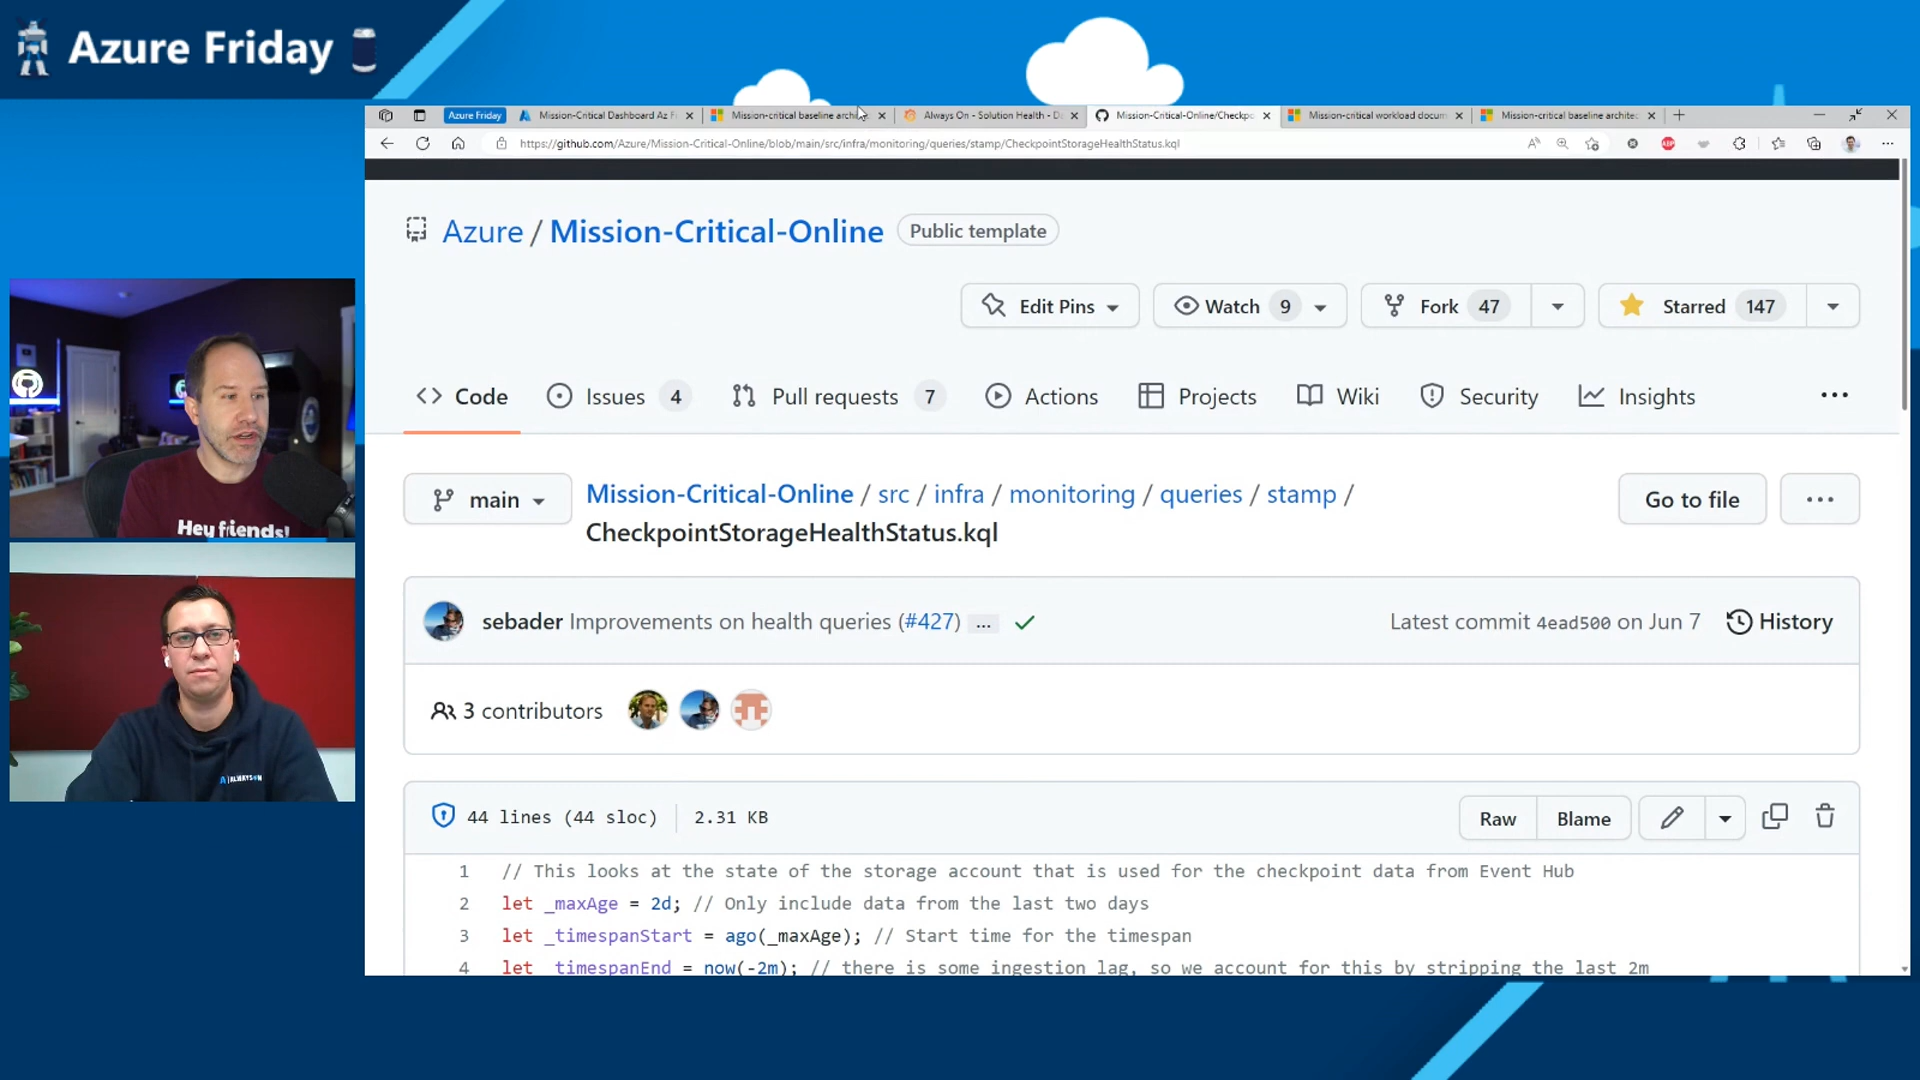 Azure Friday
Azure Friday
Mission-Critical Dashboard Az F
Mission-critical baseline archite
Always On - Solution Health - D
Mission-Critical-Online/Checkpo
Mission-critical workload docum
Mission-critical baseline architec
https://github.com/Azure/Mission-Critical-Online/blob/main/src/infra/monitoring/queries/stamp/CheckpointStorageHealthStatus.kql
Azure / Mission-Critical-Online Public template
Edit Pins Watch 9 Fork 47 Starred 147
Code Issues 4 Pull requests 7 Actions Projects Wiki Security Insights ...
main Mission-Critical-Online / src / infra / monitoring / queries / stamp / Go to file ...
CheckpointStorageHealthStatus.kql
sebader Improvements on health queries (#427) ... Latest commit 4ead500 on Jun 7 History
3 contributors
44 lines (44 sloc) 2.31 KB Raw Blame
1 // This looks at the state of the storage account that is used for the checkpoint data from Event Hub
2 let _maxAge = 2d; // Only include data from the last two days
3 let _timespanStart = ago(_maxAge); // Start time for the timespan
4 let _timespanEnd = now(-2m); // there is some ingestion lag, so we account for this by stripping the last 2m
Hey friends!
ALWAYSON